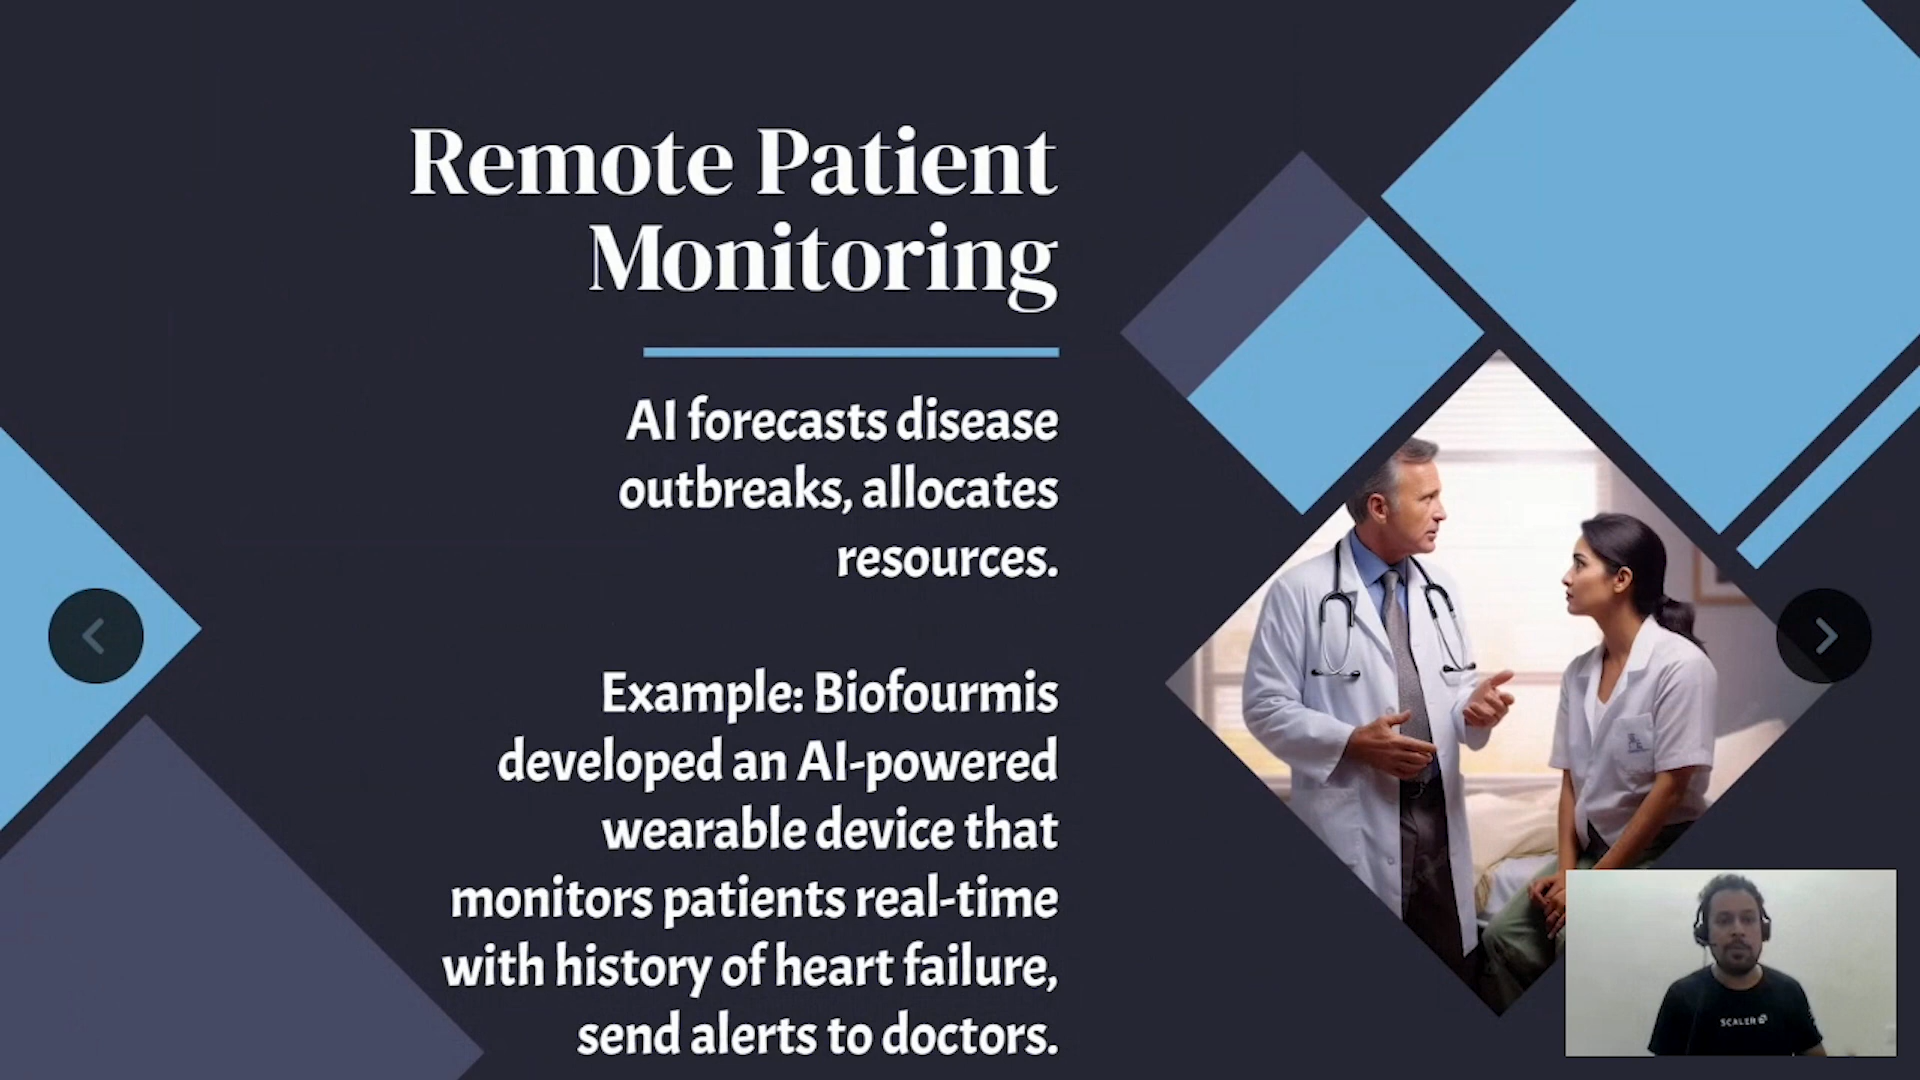 Remote Patient
Monitoring
AI forecasts disease
outbreaks, allocates
resources.
Example: Biofourmis
developed an AI-powered
wearable device that
monitors patients real-time
with history of heart failure,
send alerts to doctors.
SCALER